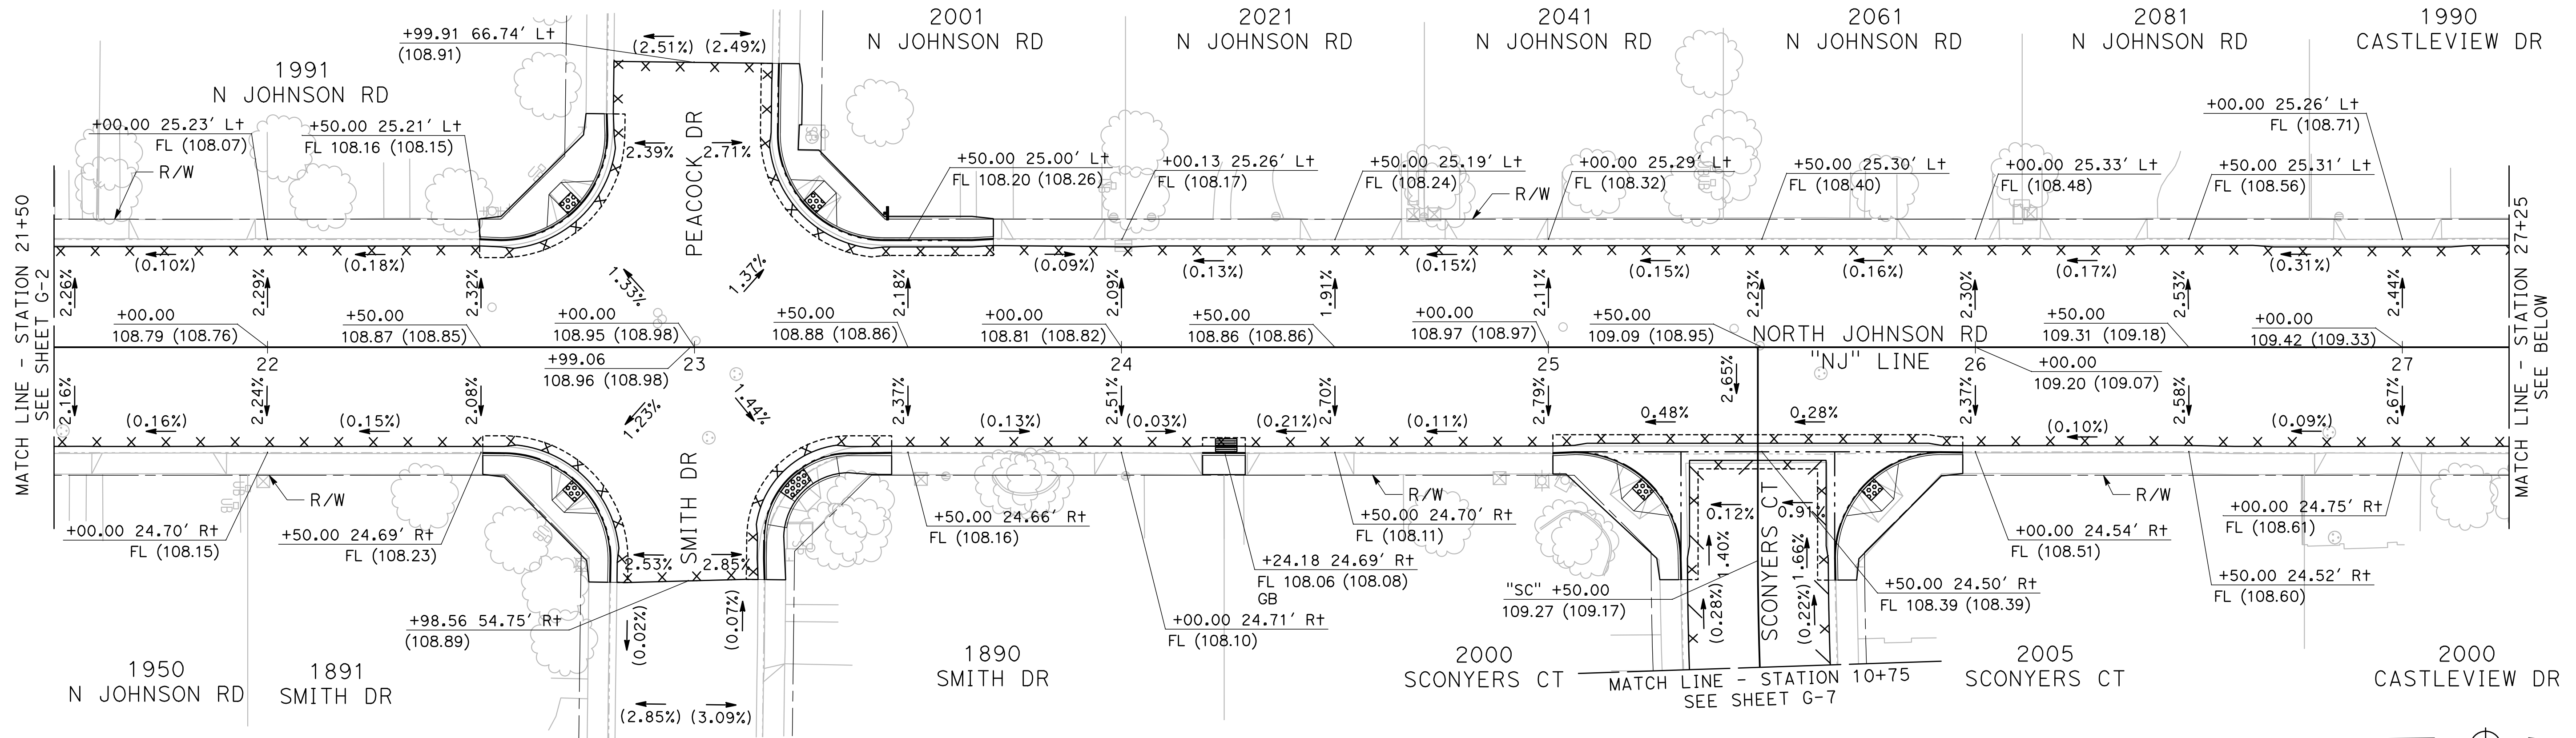 1991
N JOHNSON RD
2001
N JOHNSON RD
2021
N JOHNSON RD
2041
N JOHNSON RD
2061
N JOHNSON RD
2081
N JOHNSON RD
1990
CASTLEVIEW DR
+99.91 66.74' Lt
(108.91)
(2.51%) (2.49%)
+00.00 25.23' Lt
FL (108.07)
R/W
+50.00 25.21' Lt
FL 108.16 (108.15)
2.39% 2.71%
PEACOCK DR
+50.00 25.00' Lt
FL 108.20 (108.26)
+00.13 25.26' Lt
FL (108.17)
+50.00 25.19' Lt
FL (108.24)
R/W
+00.00 25.29' Lt
FL (108.32)
+50.00 25.30' Lt
FL (108.40)
+00.00 25.33' Lt
FL (108.48)
+50.00 25.31' Lt
FL (108.56)
+00.00 25.26' Lt
FL (108.71)
MATCH LINE - STATION 21+50
SEE SHEET G-2
(0.10%)
(0.18%)
(0.09%)
(0.13%)
(0.15%)
(0.15%)
(0.16%)
(0.17%)
(0.31%)
2.26%
2.29%
2.32%
1.33%
1.37%
2.18%
2.09%
1.91%
2.11%
2.23%
2.30%
2.53%
2.44%
MATCH LINE - STATION 27+25
SEE BELOW
+00.00
108.79 (108.76)
+50.00
108.87 (108.85)
+00.00
108.95 (108.98)
+50.00
108.88 (108.86)
+00.00
108.81 (108.82)
+50.00
108.86 (108.86)
+00.00
108.97 (108.97)
+50.00
109.09 (108.95)
NORTH JOHNSON RD
"NJ" LINE
+50.00
109.31 (109.18)
+00.00
109.42 (109.33)
22
+99.06
108.96 (108.98)
23
24
25
26
+00.00
109.20 (109.07)
27
2.16%
2.24%
2.08%
1.23%
1.44%
2.37%
2.51%
2.70%
2.79%
2.65%
2.37%
2.58%
2.67%
(0.16%)
(0.15%)
(0.13%)
(0.03%)
(0.21%)
(0.11%)
0.48%
0.28%
(0.10%)
(0.09%)
R/W
R/W
R/W
+00.00 24.70' Rt
FL (108.15)
+50.00 24.69' Rt
FL (108.23)
SMITH DR
2.53% 2.85%
+50.00 24.66' Rt
FL (108.16)
+24.18 24.69' Rt
FL 108.06 (108.08)
GB
+50.00 24.70' Rt
FL (108.11)
0.12% 0.91%
1.40%
1.66%
SCONYERS CT
+00.00 24.54' Rt
FL (108.51)
+00.00 24.75' Rt
FL (108.61)
+98.56 54.75' Rt
(108.89)
(0.02%)
(0.07%)
+00.00 24.71' Rt
FL (108.10)
"SC" +50.00
109.27 (109.17)
(0.28%)
(0.22%)
+50.00 24.50' Rt
FL 108.39 (108.39)
+50.00 24.52' Rt
FL (108.60)
1950
N JOHNSON RD
1891
SMITH DR
(2.85%) (3.09%)
1890
SMITH DR
2000
SCONYERS CT
MATCH LINE - STATION 10+75
SEE SHEET G-7
2005
SCONYERS CT
2000
CASTLEVIEW DR